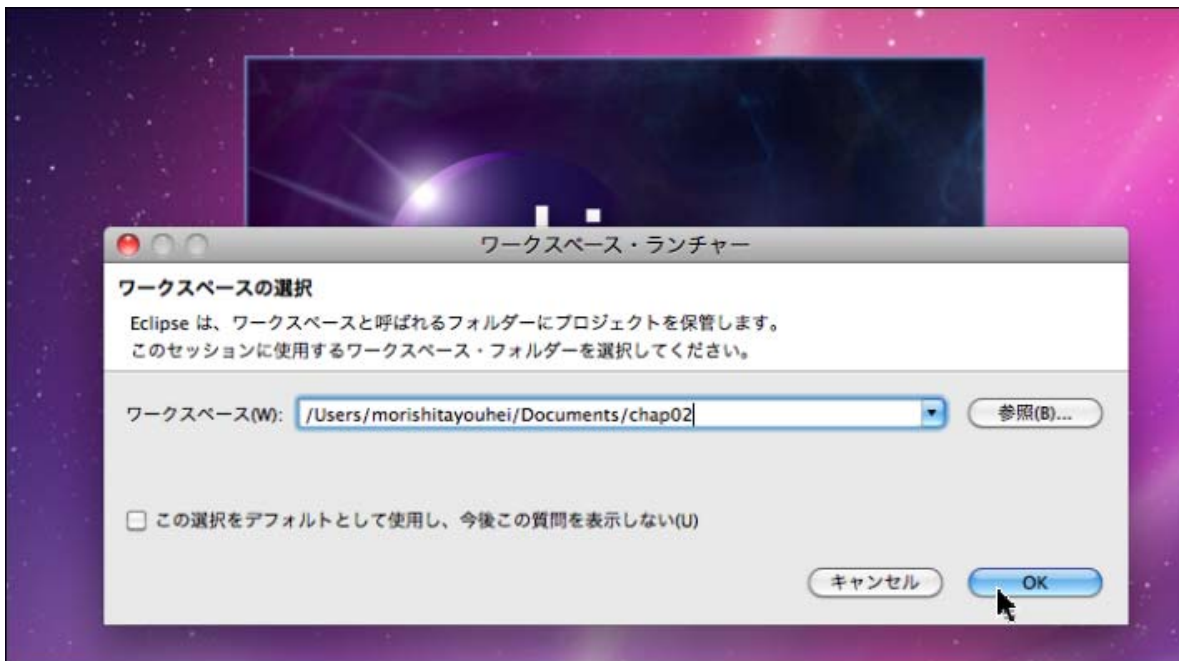 ワークスペース・ランチャー
ワークスペースの選択
Eclipse は、ワークスペースと呼ばれるフォルダーにプロジェクトを保管します。
このセッションに使用するワークスペース・フォルダーを選択してください。
ワークスペース(W): /Users/morishitayouhei/Documents/chap02 参照(B)...
この選択をデフォルトとして使用し、今後この質問を表示しない(U)
キャンセル OK